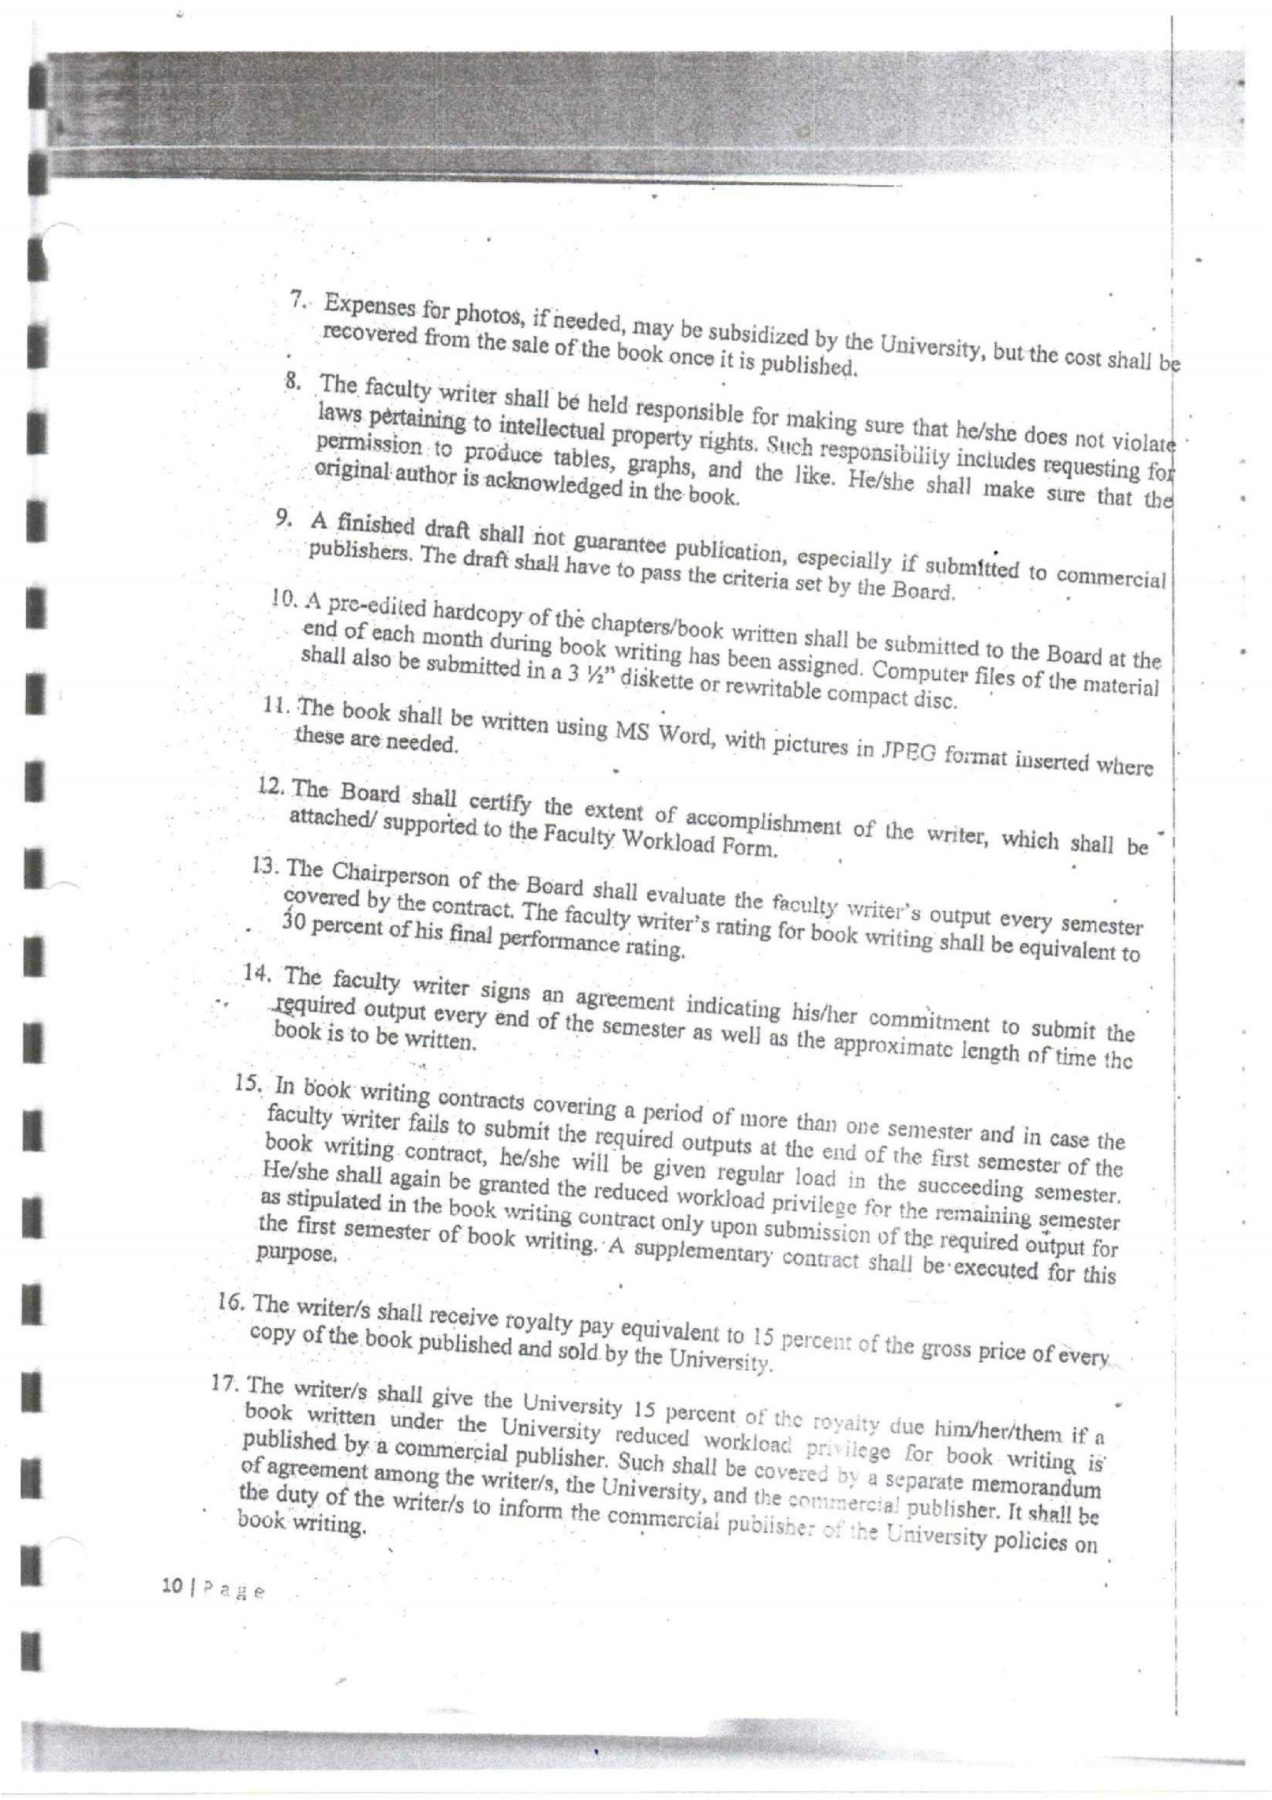 7. Expenses for photos, if needed, may be subsidized by the University, but the cost shall be
recovered from the sale of the book once it is published.
8. The faculty writer shall be held responsible for making sure that he/she does not violate
laws pertaining to intellectual property rights. Such responsibility includes requesting for
permission to produce tables, graphs, and the like. He/she shall make sure that the
original author is acknowledged in the book.
9. A finished draft shall not guarantee publication, especially if submitted to commercial
publishers. The draft shall have to pass the criteria set by the Board.
10. A pre-edited hardcopy of the chapters/book written shall be submitted to the Board at the
end of each month during book writing has been assigned. Computer files of the material
shall also be submitted in a 3 ½” diskette or rewritable compact disc.
11. The book shall be written using MS Word, with pictures in JPEG format inserted where
these are needed.
12. The Board shall certify the extent of accomplishment of the writer, which shall be
attached/ supported to the Faculty Workload Form.
13. The Chairperson of the Board shall evaluate the faculty writer’s output every semester
covered by the contract. The faculty writer’s rating for book writing shall be equivalent to
30 percent of his final performance rating.
14. The faculty writer signs an agreement indicating his/her commitment to submit the
required output every end of the semester as well as the approximate length of time the
book is to be written.
15. In book writing contracts covering a period of more than one semester and in case the
faculty writer fails to submit the required outputs at the end of the first semester of the
book writing contract, he/she will be given regular load in the succeeding semester.
He/she shall again be granted the reduced workload privilege for the remaining semester
as stipulated in the book writing contract only upon submission of the required output for
the first semester of book writing. A supplementary contract shall be executed for this
purpose.
16. The writer/s shall receive royalty pay equivalent to 15 percent of the gross price of every
copy of the book published and sold by the University.
17. The writer/s shall give the University 15 percent of the royalty due him/her/them if a
book written under the University reduced workload privilege for book writing is
published by a commercial publisher. Such shall be covered by a separate memorandum
of agreement among the writer/s, the University, and the commercial publisher. It shall be
the duty of the writer/s to inform the commercial publisher of the University policies on
book writing.
10 | Page